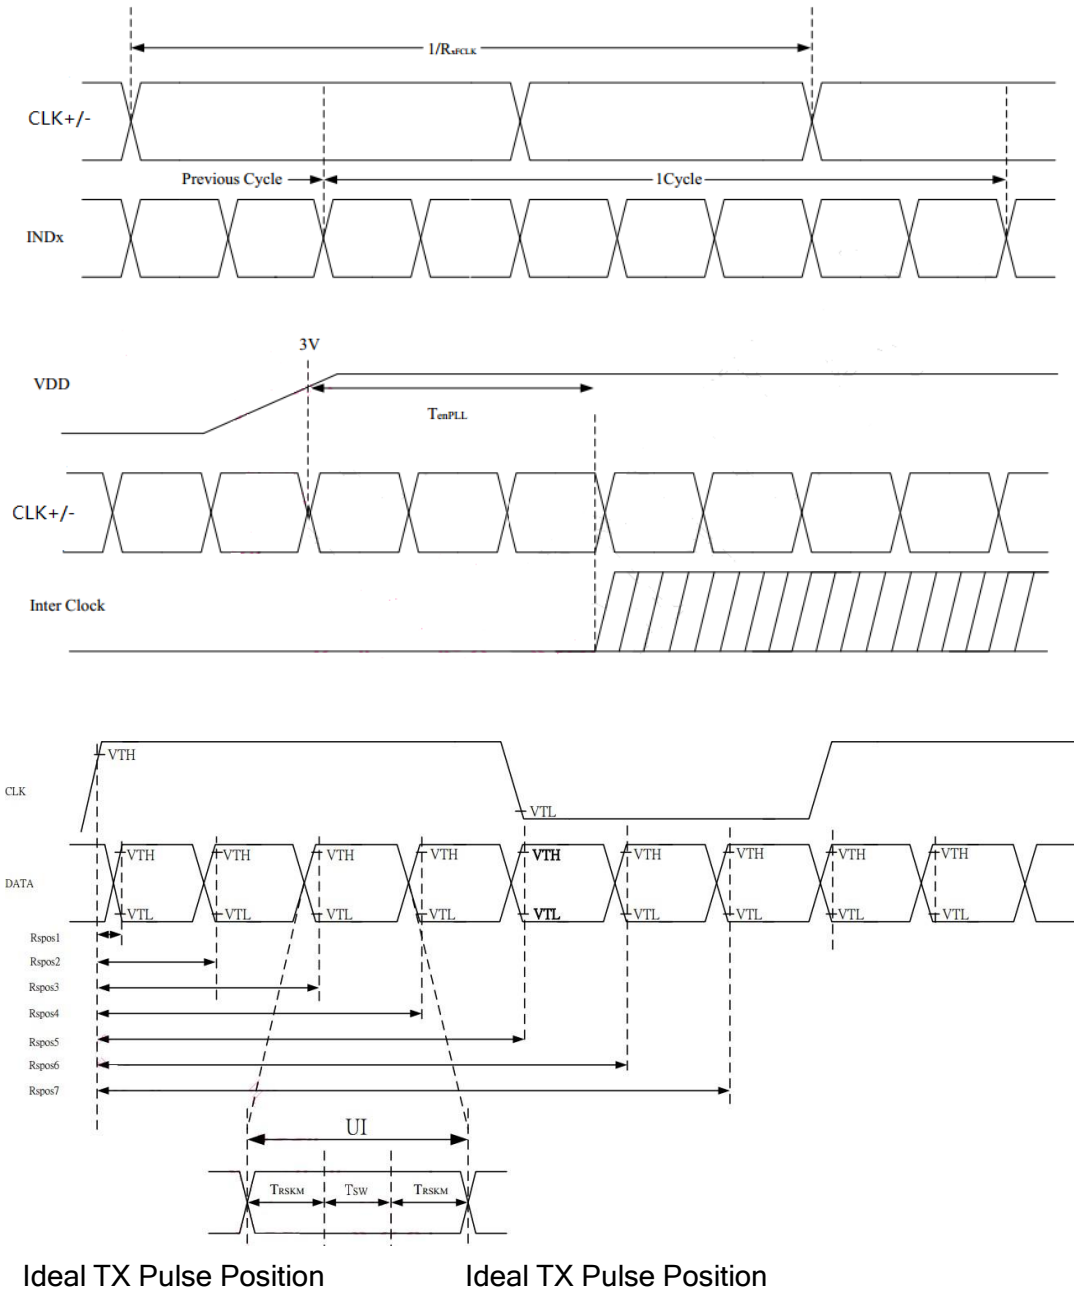 1/RxFCLK
CLK+/-
Previous Cycle
1Cycle
INDx
3V
VDD
TenPLL
CLK+/-
Inter Clock
VTH
CLK
VTL
VTH VTH VTH VTH VTH VTH VTH VTH VTH
DATA
VTL VTL VTL VTL VTL VTL VTL VTL VTL
Rspos1
Rspos2
Rspos3
Rspos4
Rspos5
Rspos6
Rspos7
UI
TRSKM TSW TRSKM
Ideal TX Pulse Position Ideal TX Pulse Position